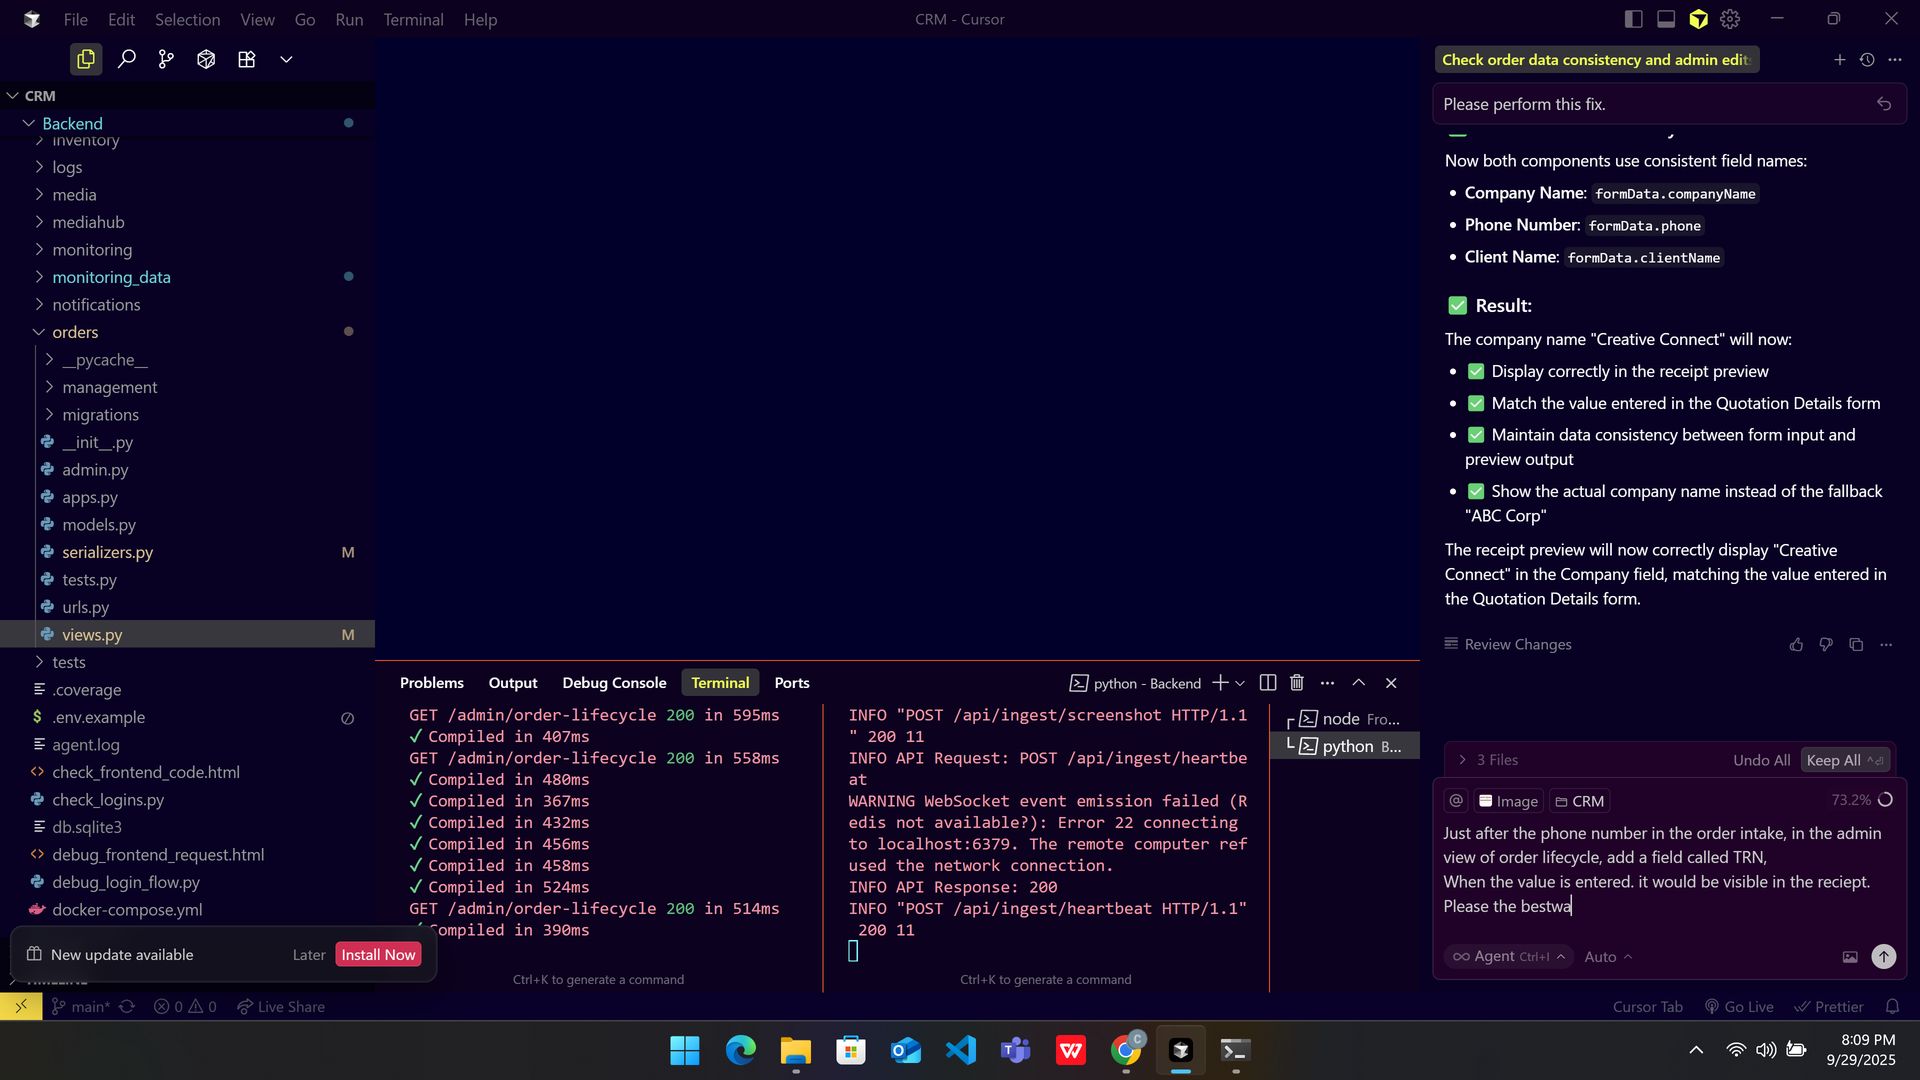 File Edit Selection View Go Run Terminal Help
CRM - Cursor
CRM
Backend
inventory
logs
media
mediahub
monitoring
monitoring_data
notifications
orders
__pycache__
management
migrations
__init__.py
admin.py
apps.py
models.py
serializers.py M
tests.py
urls.py
views.py M
tests
.coverage
.env.example
agent.log
check_frontend_code.html
check_logins.py
db.sqlite3
debug_frontend_request.html
debug_login_flow.py
docker-compose.yml
New update available Later Install Now
TIMELINE
main* 0 0 Live Share
Problems Output Debug Console Terminal Ports
python - Backend
GET /admin/order-lifecycle 200 in 595ms
✓ Compiled in 407ms
GET /admin/order-lifecycle 200 in 558ms
✓ Compiled in 480ms
✓ Compiled in 367ms
✓ Compiled in 432ms
✓ Compiled in 456ms
✓ Compiled in 458ms
✓ Compiled in 524ms
GET /admin/order-lifecycle 200 in 514ms
Compiled in 390ms
Ctrl+K to generate a command
INFO "POST /api/ingest/screenshot HTTP/1.1
" 200 11
INFO API Request: POST /api/ingest/heartbe
at
WARNING WebSocket event emission failed (R
edis not available?): Error 22 connecting
to localhost:6379. The remote computer ref
used the network connection.
INFO API Response: 200
INFO "POST /api/ingest/heartbeat HTTP/1.1"
200 11
Ctrl+K to generate a command
node Fro...
python B...
Check order data consistency and admin edit
Please perform this fix.
Now both components use consistent field names:
• Company Name: formData.companyName
• Phone Number: formData.phone
• Client Name: formData.clientName
✅ Result:
The company name "Creative Connect" will now:
• ✅ Display correctly in the receipt preview
• ✅ Match the value entered in the Quotation Details form
• ✅ Maintain data consistency between form input and
preview output
• ✅ Show the actual company name instead of the fallback
"ABC Corp"
The receipt preview will now correctly display "Creative
Connect" in the Company field, matching the value entered in
the Quotation Details form.
Review Changes
3 Files Undo All Keep All
@ Image CRM 73.2%
Just after the phone number in the order intake, in the admin
view of order lifecycle, add a field called TRN,
When the value is entered. it would be visible in the reciept.
Please the bestwa
Agent Ctrl+I Auto
Cursor Tab Go Live Prettier
8:09 PM
9/29/2025